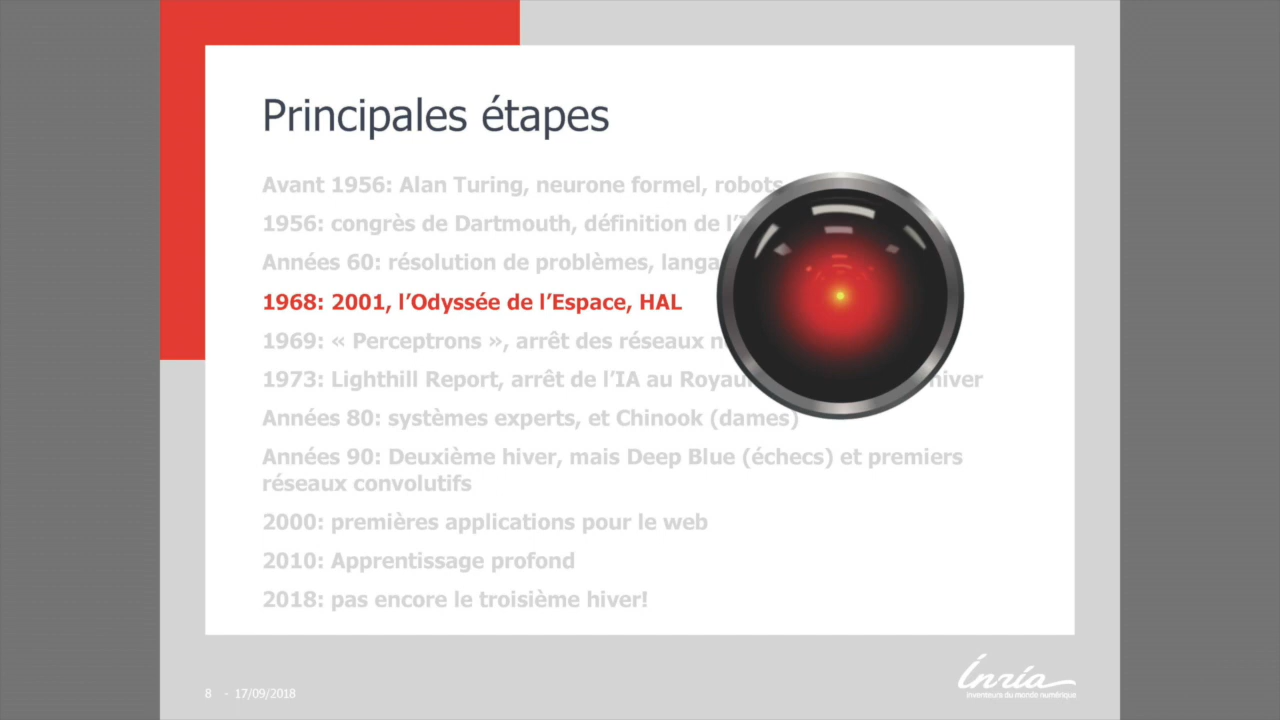 Principales étapes
Avant 1956: Alan Turing, neurone formel, robots
1956: congrès de Dartmouth, définition de
Années 60: résolution de problèmes,
1968: 2001, l’Odyssée de l’Espace, HAL
1969: « Perceptrons », arrêt des réseaux
1973: Lighthill Report, arrêt de l’IA au hiver
Années 80: systèmes experts, et Chinook (dames)
Années 90: Deuxième hiver, mais Deep Blue (échecs) et premiers
réseaux convolutifs
2000: premières applications pour le web
2010: Apprentissage profond
2018: pas encore le troisième hiver!
8 - 17/09/2018
Inria
inventeurs du monde numérique